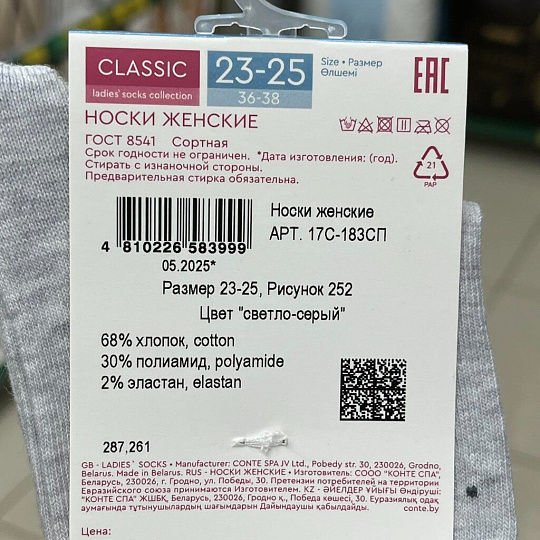 CLASSIC
ladies' socks collection
23-25
36-38
Size • Размер
Өлшемі
EAC
НОСКИ ЖЕНСКИЕ
ГОСТ 8541 Сортная
Срок годности не ограничен. *Дата изготовления: (год).
Стирать с изнаночной стороны.
Предварительная стирка обязательна.
21
PAP
4 810226 583999
05.2025*
Носки женские
АРТ. 17С-183СП
Размер 23-25, Рисунок 252
Цвет "светло-серый"
68% хлопок, cotton
30% полиамид, polyamide
2% эластан, elastan
287,261
GB - LADIES' SOCKS • Manufacturer: CONTE SPA JV Ltd., Pobedy str. 30, 230026, Grodno,
Belarus. Made in Belarus. RUS - НОСКИ ЖЕНСКИЕ • Изготовитель: СООО "КОНТЕ СПА",
Беларусь, 230026, г. Гродно, ул. Победы, 30. Претензии потребителей на территории
Евразийского союза принимаются Изготовителем. KZ - ӘЙЕЛДЕР ҰЙЫҒЫ Өндіруші:
"КОНТЕ СПА" ЖШБҚ, Беларусь, 230026, Гродно қ., Победа көшесі, 30. Еуразиялық одақ
аумағында тұтынушылардың шағымдарын Дайындаушы қабылдайды. conte.by
Цена: